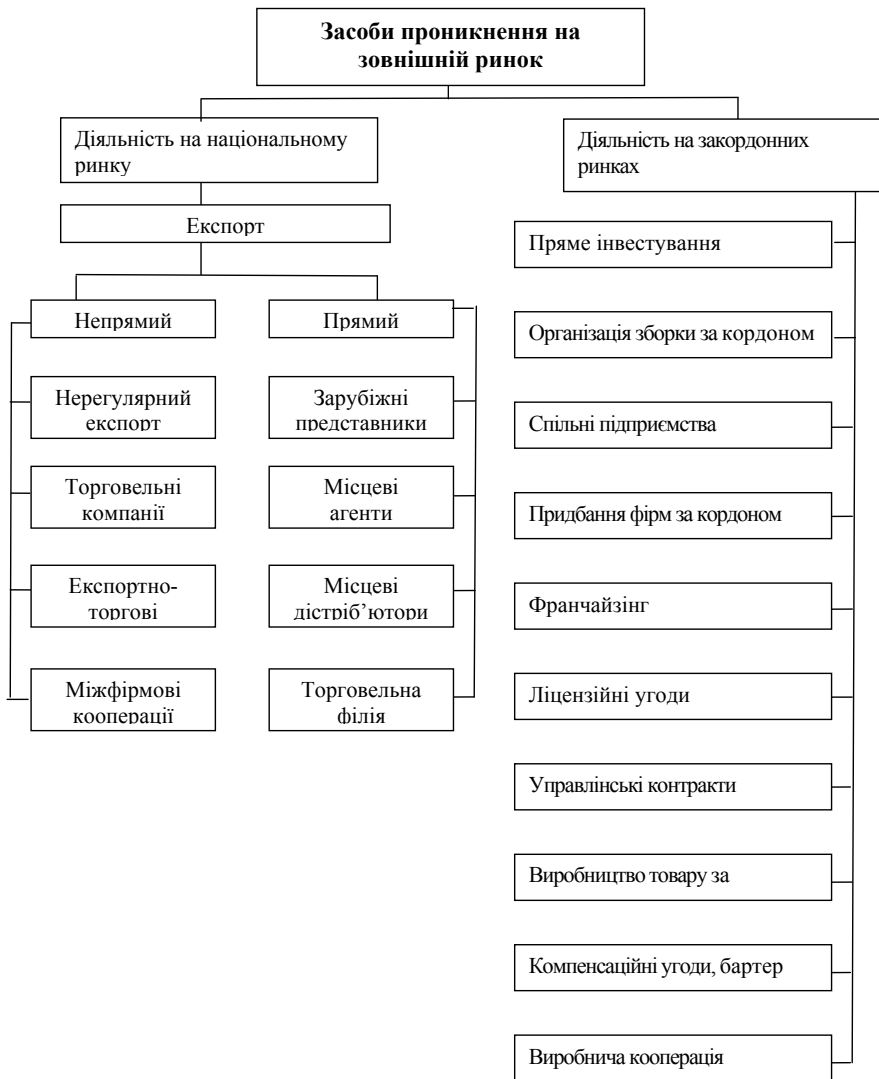 Засоби проникнення на
зовнішній ринок
Діяльність на національному
ринку
Експорт
Непрямий
Нерегулярний
експорт
Торговельні
компанії
Експортно-
торгові
Міжфірмові
кооперації
Прямий
Зарубіжні
представники
Місцеві
агенти
Місцеві
дістриб’ютори
Торговельна
філія
Діяльність на закордонних
ринках
Пряме інвестування
Організація зборки за кордоном
Спільні підприємства
Придбання фірм за кордоном
Франчайзінг
Ліцензійні угоди
Управлінські контракти
Виробництво товару за
Компенсаційні угоди, бартер
Виробнича кооперація